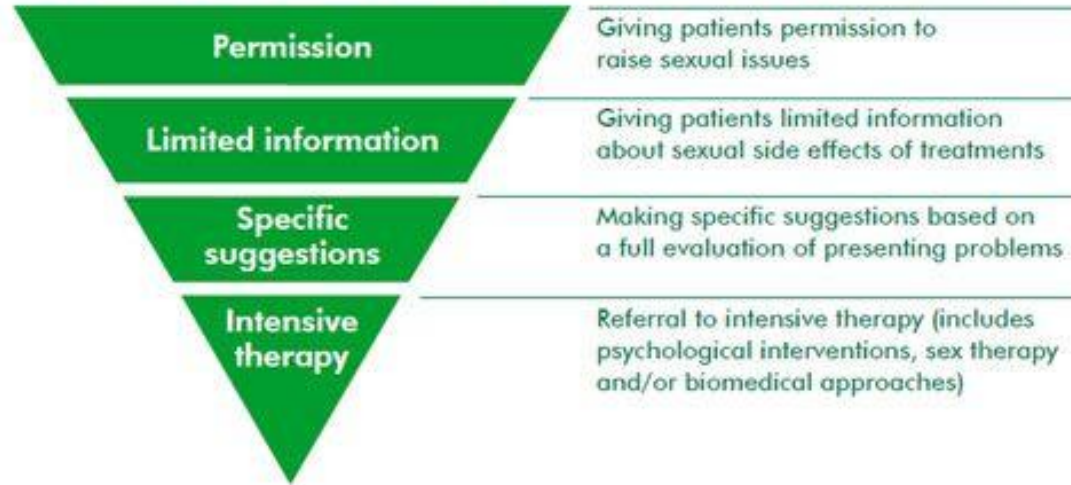 Permission
Giving patients permission to
raise sexual issues
Limited information
Giving patients limited information
about sexual side effects of treatments
Specific
suggestions
Making specific suggestions based on
a full evaluation of presenting problems
Intensive
therapy
Referral to intensive therapy (includes
psychological interventions, sex therapy
and/or biomedical approaches)